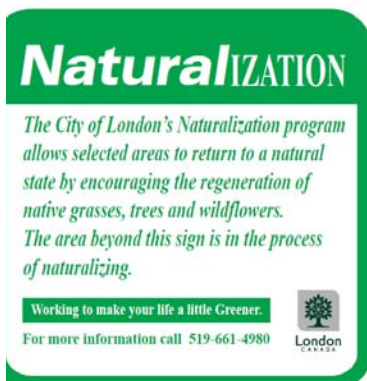 NaturalIZATION
The City of London's Naturalization program
allows selected areas to return to a natural
state by encouraging the regeneration of
native grasses, trees and wildflowers.
The area beyond this sign is in the process
of naturalizing.
Working to make your life a little Greener.
For more information call 519-661-4980
London
CANADA